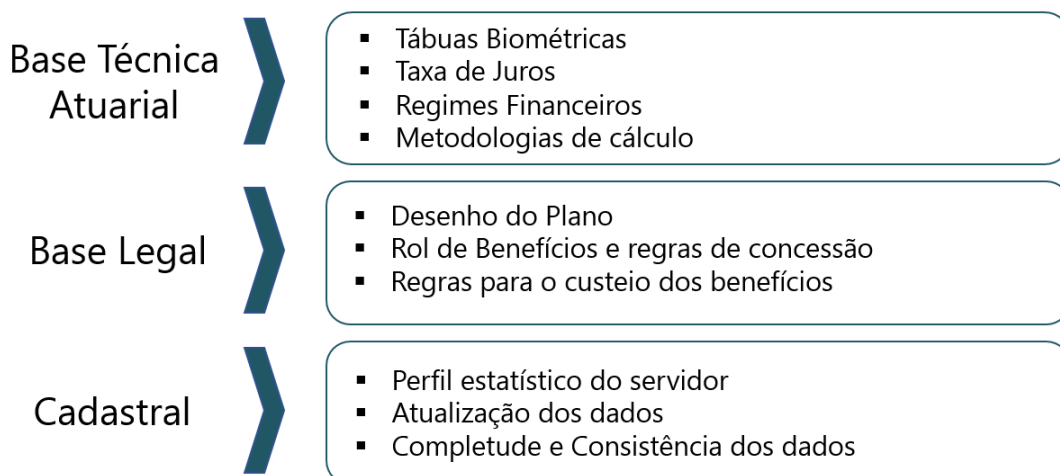 Base Técnica
Atuarial
▪ Tábuas Biométricas
▪ Taxa de Juros
▪ Regimes Financeiros
▪ Metodologias de cálculo
Base Legal
▪ Desenho do Plano
▪ Rol de Benefícios e regras de concessão
▪ Regras para o custeio dos benefícios
Cadastral
▪ Perfil estatístico do servidor
▪ Atualização dos dados
▪ Completude e Consistência dos dados